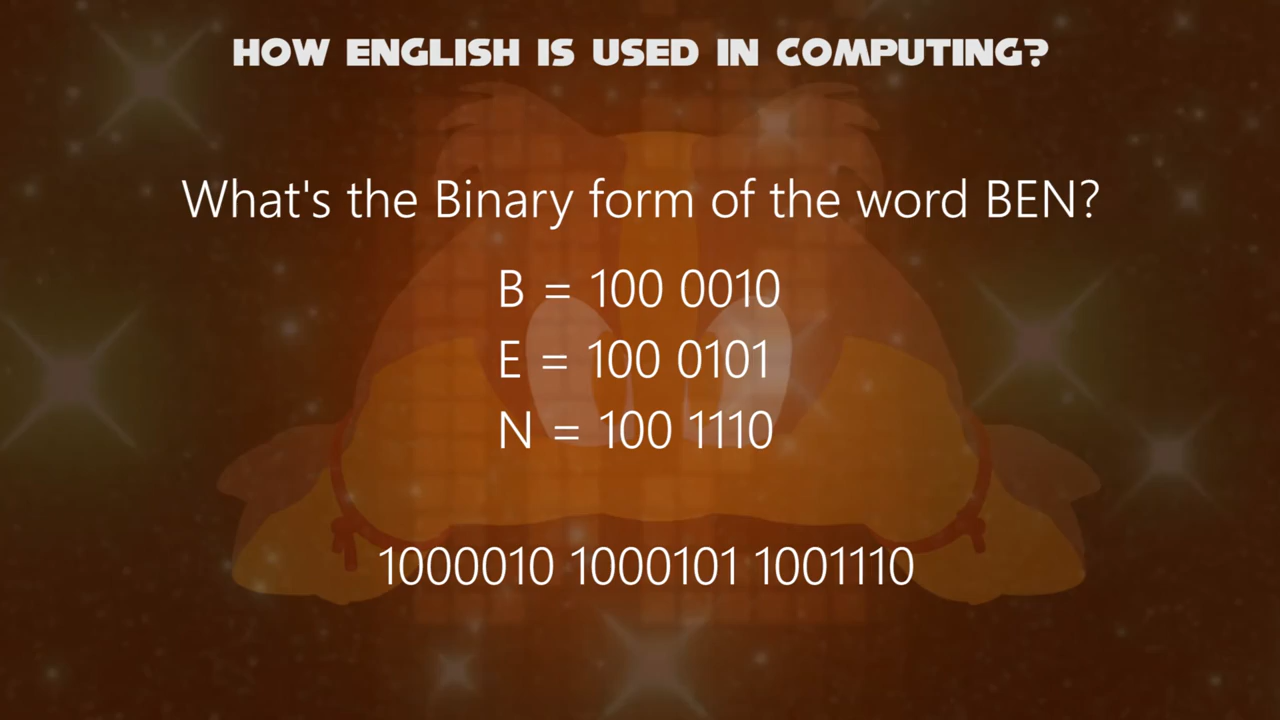 HOW ENGLISH IS USED IN COMPUTING?
What's the Binary form of the word BEN?
B = 100 0010
E = 100 0101
N = 100 1110
1000010 1000101 1001110